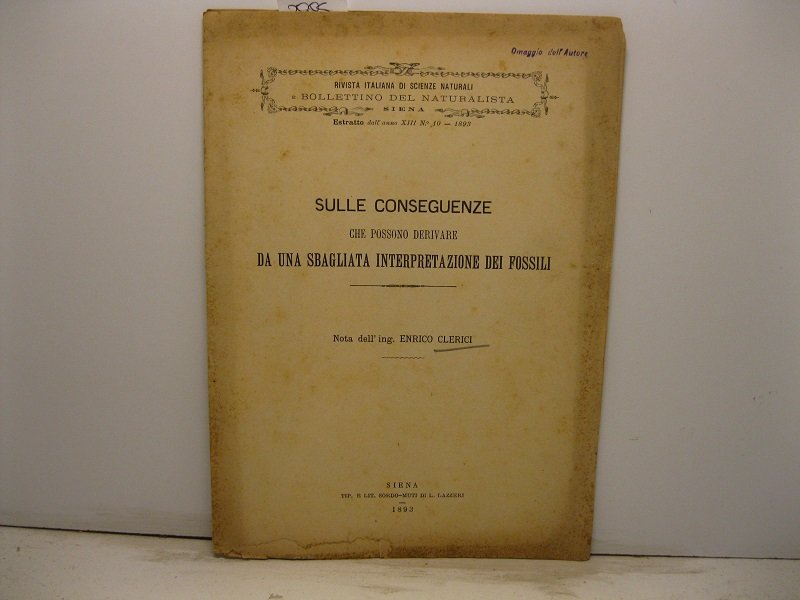 Omaggio dell'Autore
RIVISTA ITALIANA DI SCIENZE NATURALI
E BOLLETTINO DEL NATURALISTA
SIENA
Estratto dall'anno XIII N.° 10 — 1893
SULLE CONSEGUENZE
CHE POSSONO DERIVARE
DA UNA SBAGLIATA INTERPRETAZIONE DEI FOSSILI
Nota dell'ing. ENRICO CLERICI
SIENA
TIP. E LIT. SORDO-MUTI DI L. LAZZERI
1893